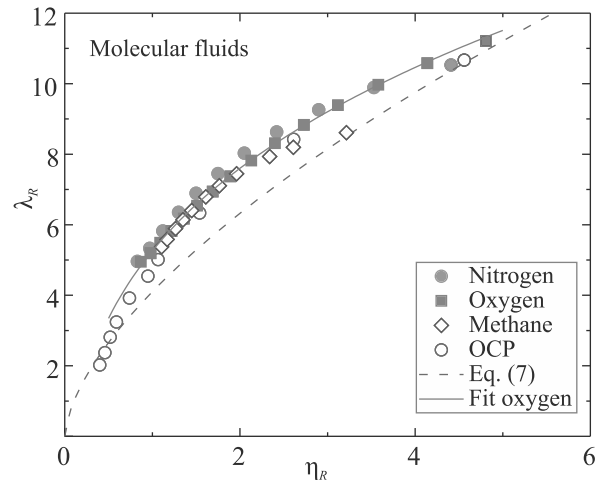 12
Molecular fluids
10
8
λR
6
4
2
Nitrogen
Oxygen
Methane
OCP
Eq. (7)
Fit oxygen
0 2 4 6
ηR